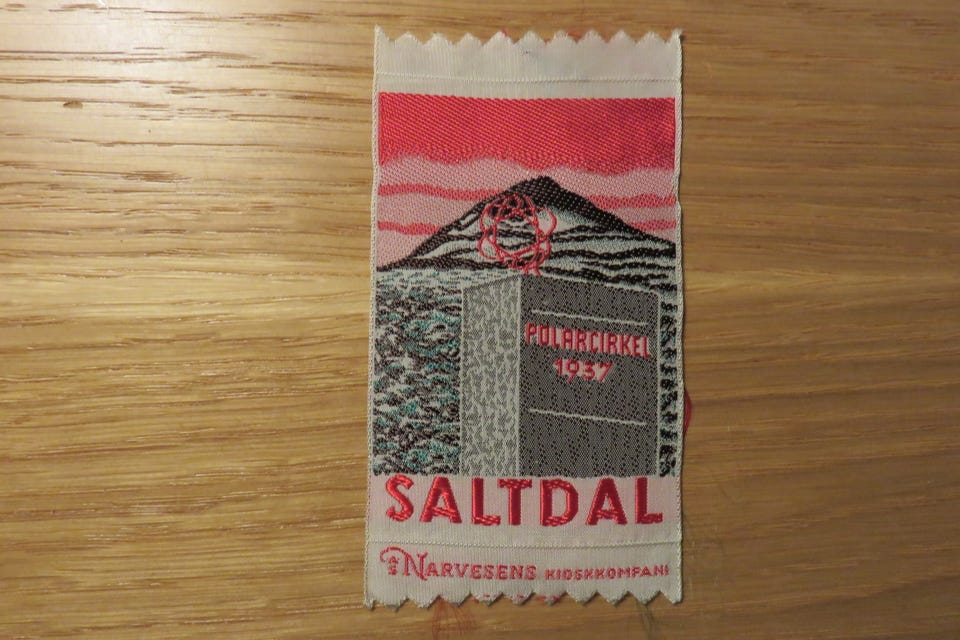 POLARCIRKEL
1937
SALTDAL
A/S NARVESENS KIOSKKOMPANI